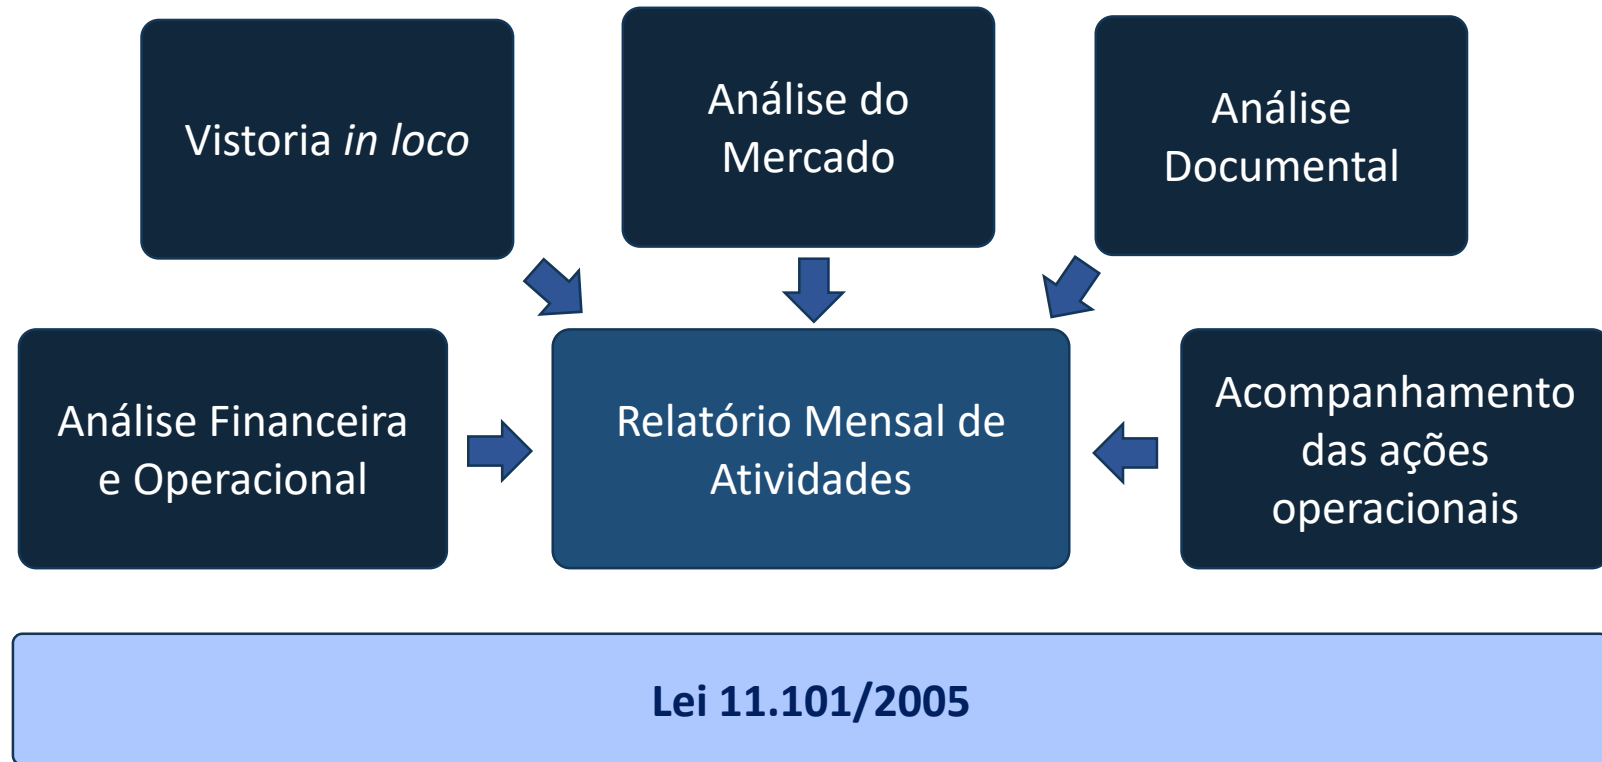 Vistoria in loco
Análise do
Mercado
Análise
Documental
Análise Financeira
e Operacional
Relatório Mensal de
Atividades
Acompanhamento
das ações
operacionais
Lei 11.101/2005